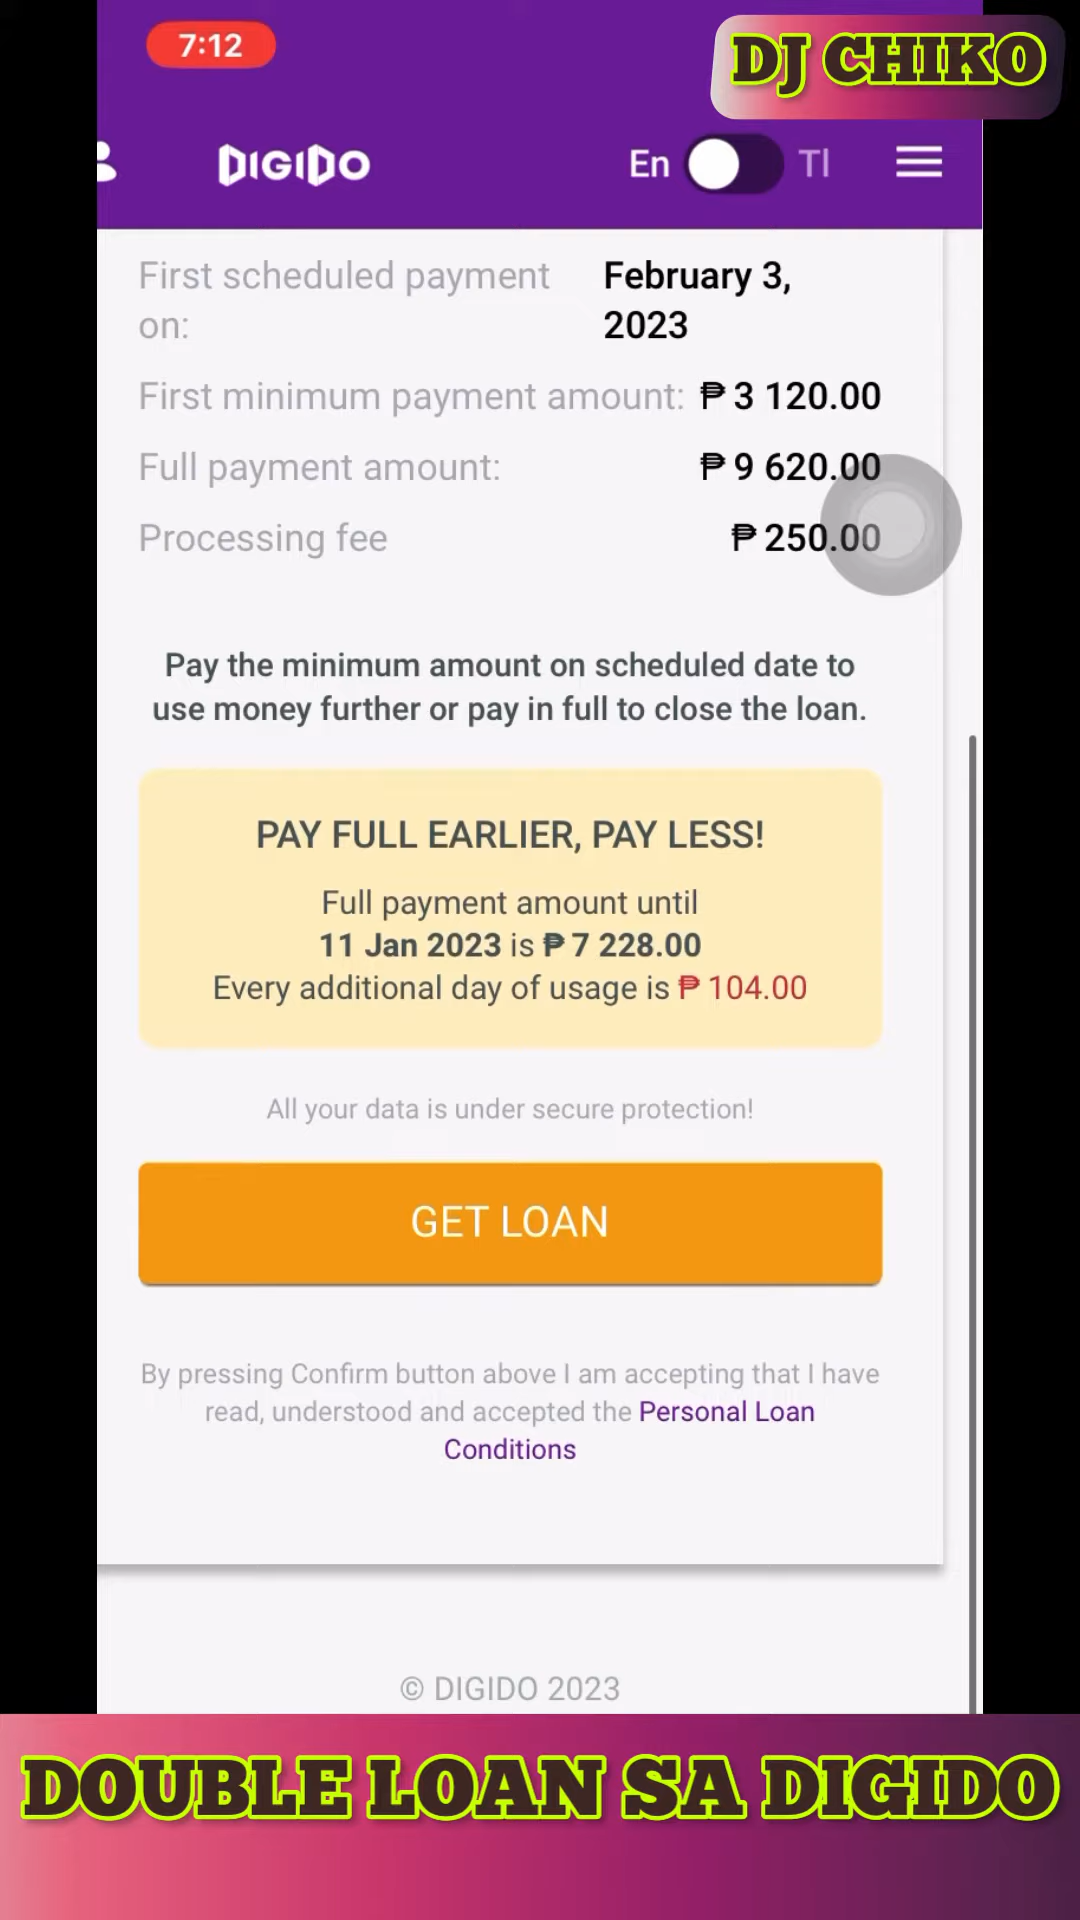 7:12
DJ CHIKO
DIGIDO
En Tl
First scheduled payment on:
February 3, 2023
First minimum payment amount: ₱ 3 120.00
Full payment amount: ₱ 9 620.00
Processing fee ₱ 250.00
Pay the minimum amount on scheduled date to
use money further or pay in full to close the loan.
PAY FULL EARLIER, PAY LESS!
Full payment amount until
11 Jan 2023 is ₱ 7 228.00
Every additional day of usage is ₱ 104.00
All your data is under secure protection!
GET LOAN
By pressing Confirm button above I am accepting that I have
read, understood and accepted the Personal Loan
Conditions
© DIGIDO 2023
DOUBLE LOAN SA DIGIDO